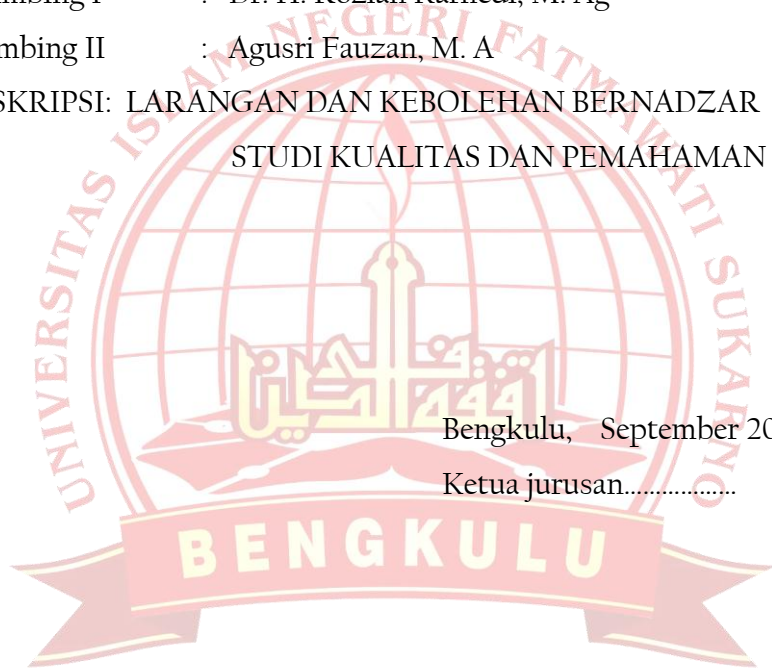 : Dr. H. Rozian Karnedi, M. Ag
mbing II : Agusri Fauzan, M. A
SKRIPSI: LARANGAN DAN KEBOLEHAN BERNADZAR
STUDI KUALITAS DAN PEMAHAMAN
Bengkulu, September 20
Ketua jurusan.................
UNIVERSITAS ISLAM NEGERI FATMAWATI SUKARNO
BENGKULU